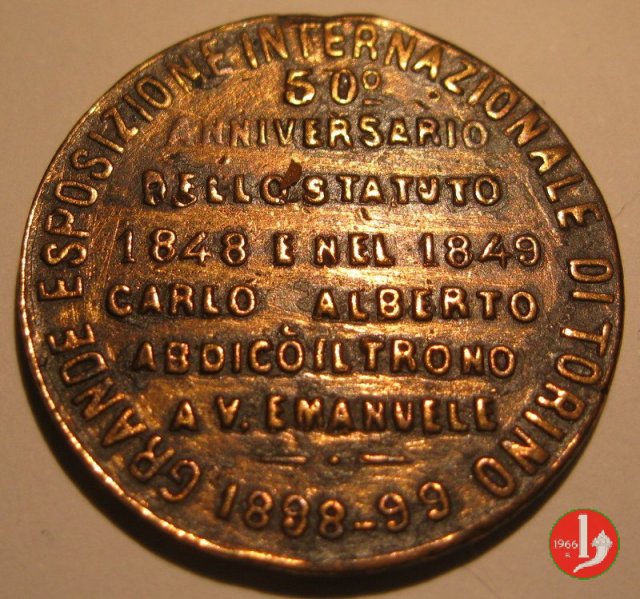 GRANDE ESPOSIZIONE INTERNAZIONALE DI TORINO
50º
ANNIVERSARIO
DELLO STATUTO
1848 E NEL 1849
CARLO ALBERTO
ABDICÒ IL TRONO
A V. EMANUELE
1898-99
1966